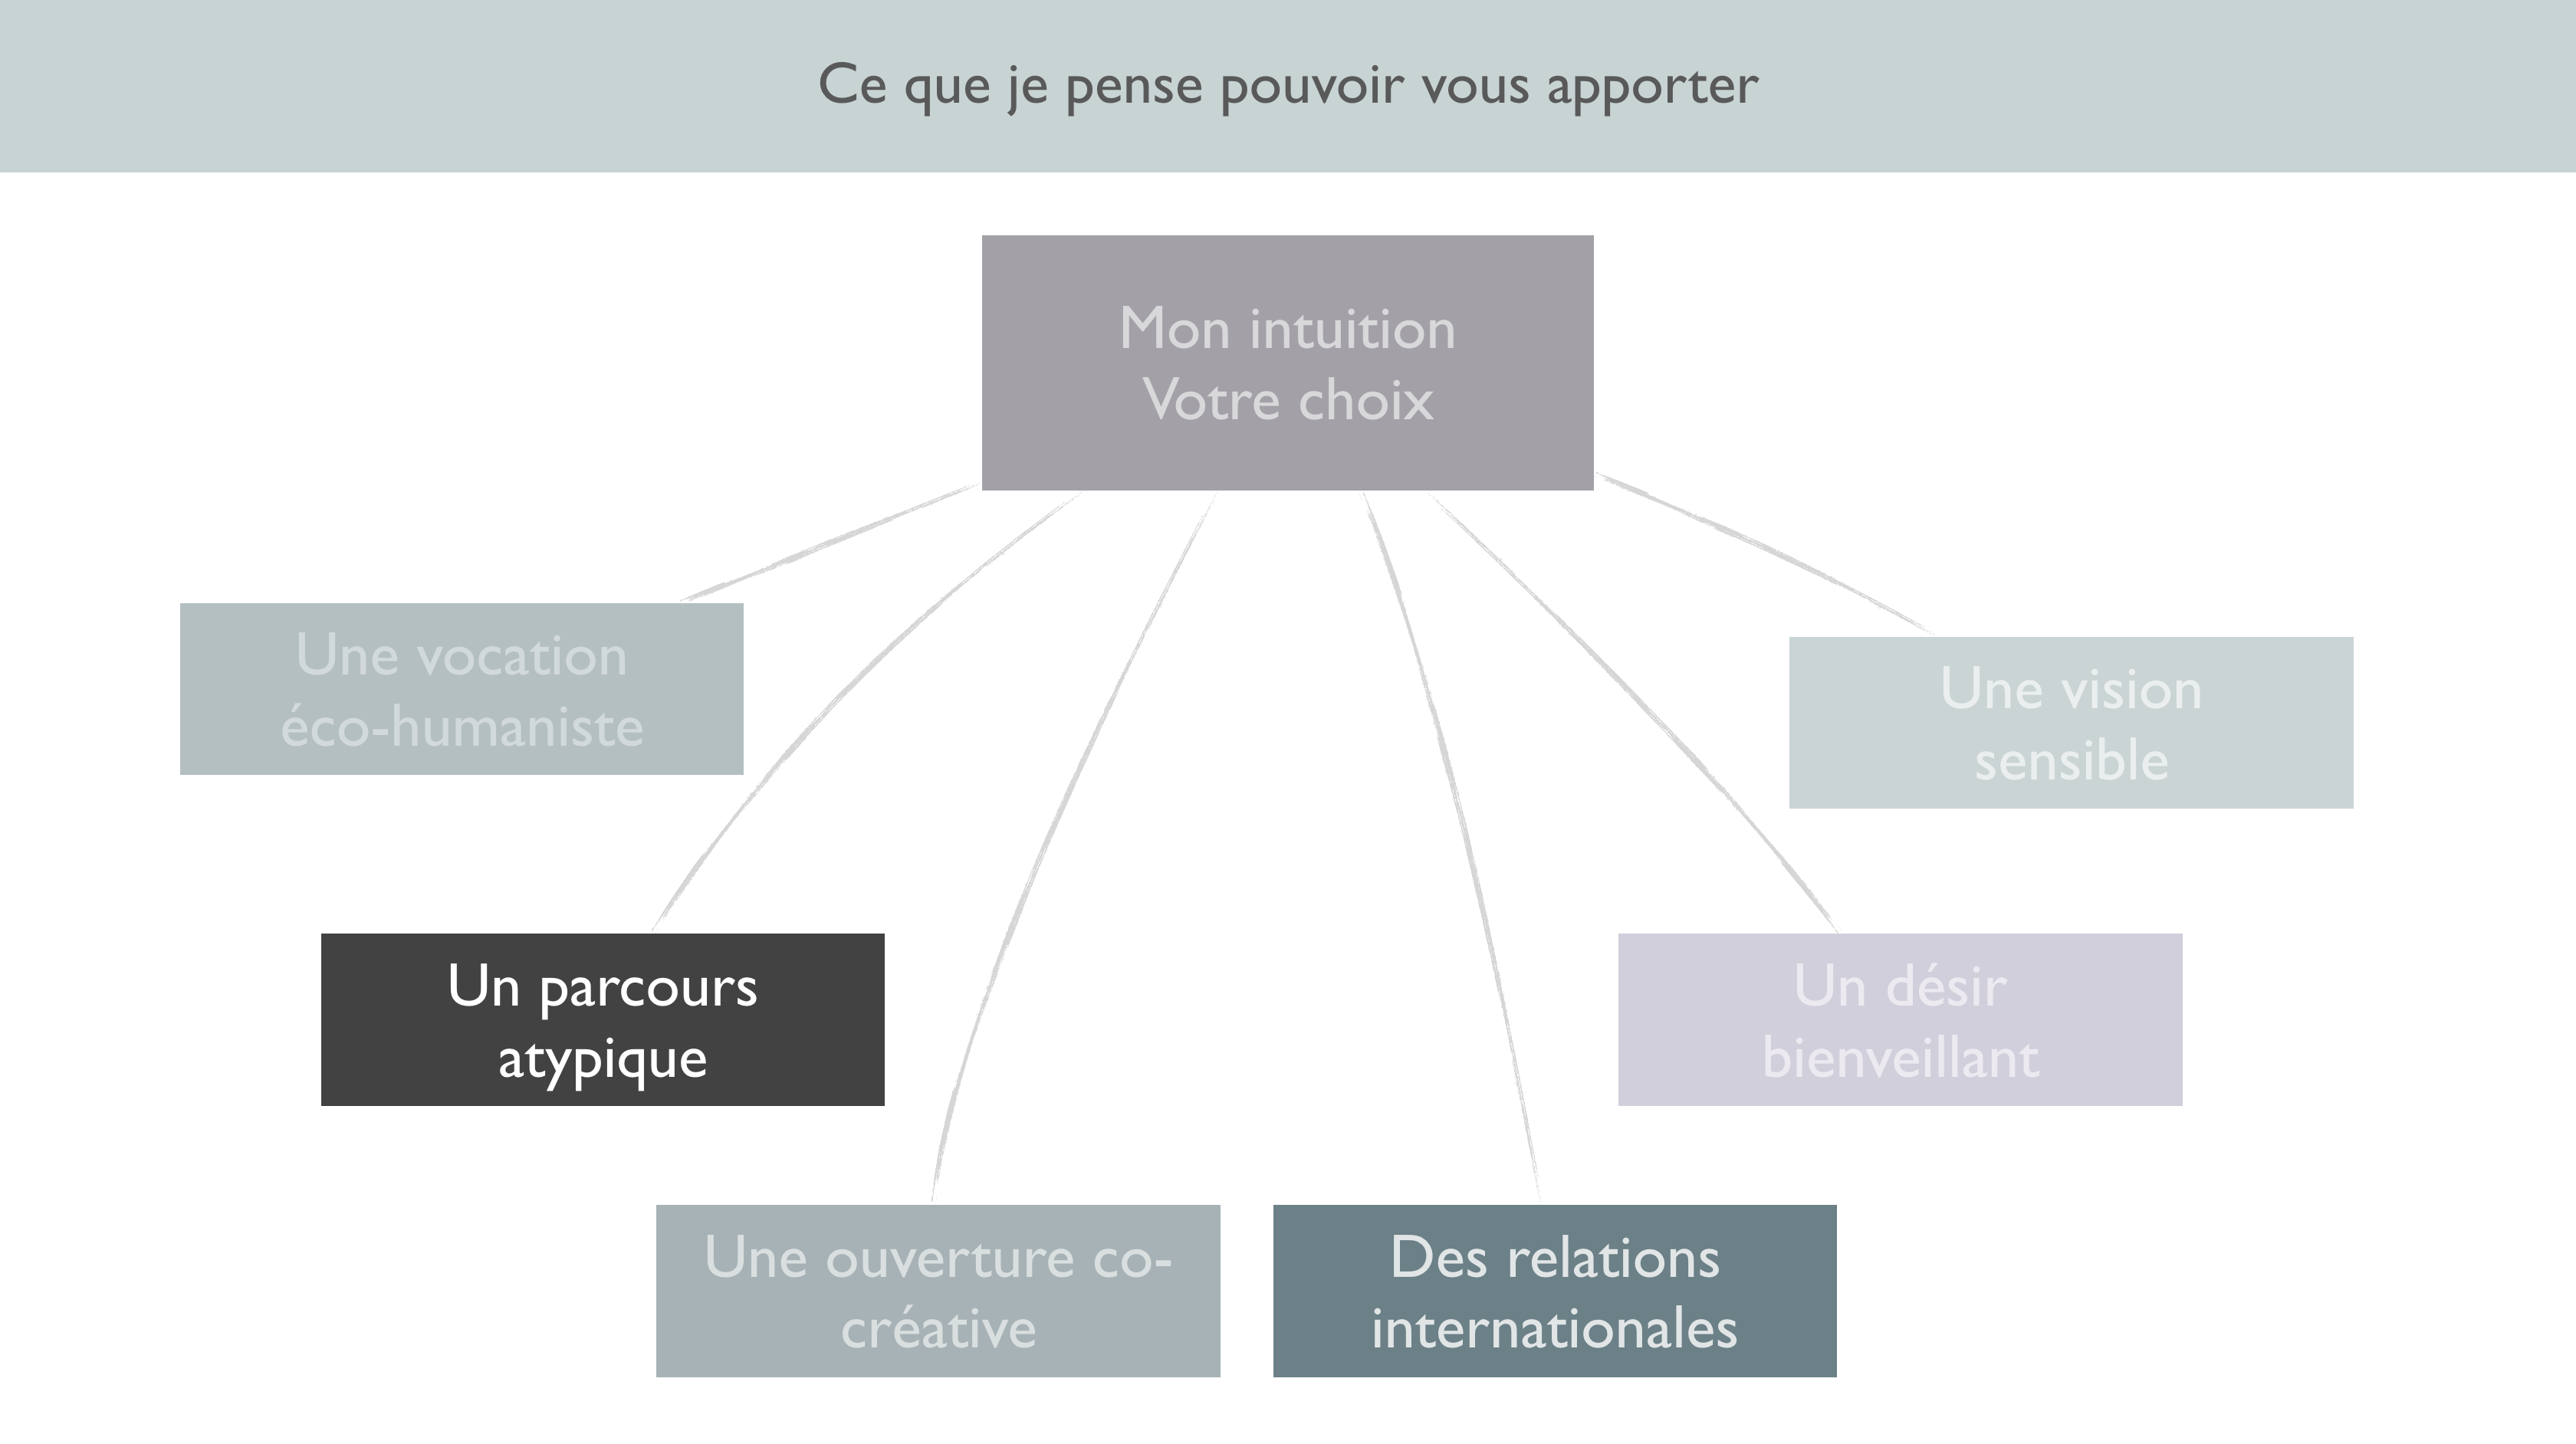 Ce que je pense pouvoir vous apporter
Mon intuition
Votre choix
Une vocation
éco-humaniste
Une vision
sensible
Un parcours
atypique
Un désir
bienveillant
Une ouverture co-
créative
Des relations
internationales